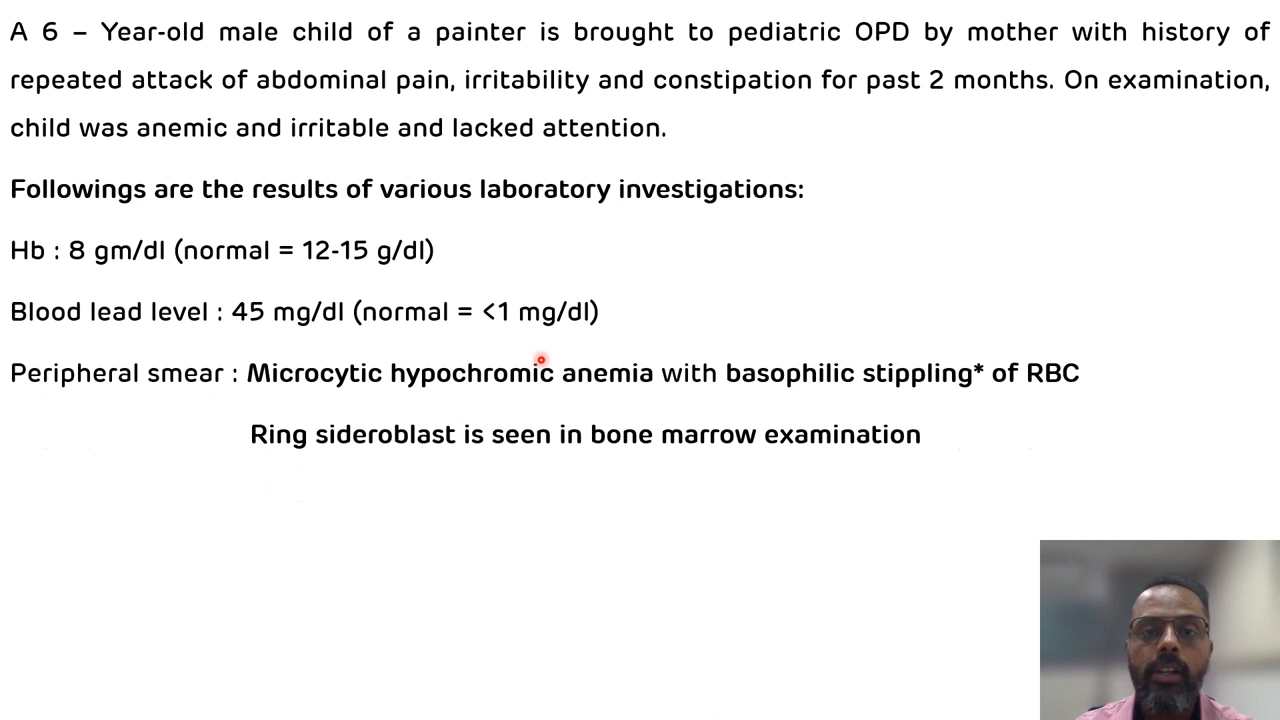 A 6 – Year-old male child of a painter is brought to pediatric OPD by mother with history of
repeated attack of abdominal pain, irritability and constipation for past 2 months. On examination,
child was anemic and irritable and lacked attention.
Followings are the results of various laboratory investigations:
Hb : 8 gm/dl (normal = 12-15 g/dl)
Blood lead level : 45 mg/dl (normal = <1 mg/dl)
Peripheral smear : Microcytic hypochromic anemia with basophilic stippling* of RBC
Ring sideroblast is seen in bone marrow examination